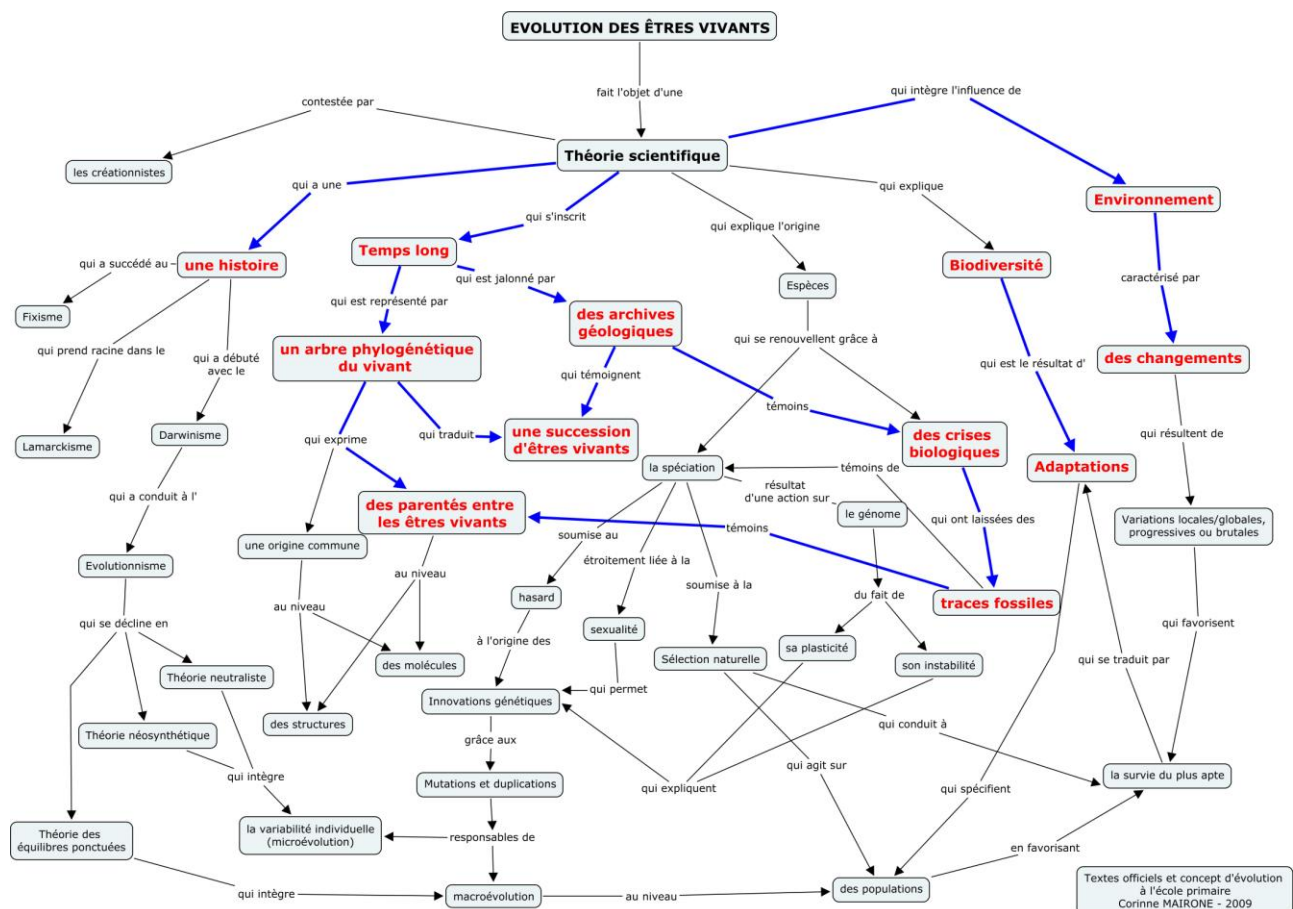 EVOLUTION DES ÊTRES VIVANTS
fait l'objet d'une
qui intègre l'influence de
contestée par
Théorie scientifique
les créationnistes
qui a une
qui explique
Environnement
qui s'inscrit
qui explique l'origine
Temps long
qui a succédé au
une histoire
Biodiversité
qui est jalonné par
caractérisé par
Espèces
qui est représenté par
Fixisme
des archives
géologiques
qui se renouvellent grâce à
qui prend racine dans le
qui a débuté
avec le
un arbre phylogénétique
du vivant
des changements
qui est le résultat d'
qui témoignent
témoins
Lamarckisme
Darwinisme
qui exprime
qui traduit
une succession
d'êtres vivants
des crises
biologiques
qui résultent de
la spéciation
témoins de
Adaptations
résultat
d'une action sur
qui a conduit à l'
des parentés entre
les êtres vivants
le génome
qui ont laissées des
Variations locales/globales,
progressives ou brutales
une origine commune
soumise au
témoins
étroitement liée à la
Evolutionnisme
au niveau
soumise à la
hasard
du fait de
traces fossiles
au niveau
qui se décline en
sexualité
qui favorisent
à l'origine des
sa plasticité
Sélection naturelle
son instabilité
des molécules
qui se traduit par
Théorie neutraliste
qui permet
Innovations génétiques
des structures
qui conduit à
Théorie néosynthétique
grâce aux
qui agit sur
qui intègre
Mutations et duplications
qui expliquent
qui spécifient
la survie du plus apte
Théorie des
équilibres ponctuées
la variabilité individuelle
(microévolution)
responsables de
en favorisant
qui intègre
macroévolution
au niveau
des populations
Textes officiels et concept d'évolution
à l'école primaire
Corinne MAIRONE - 2009